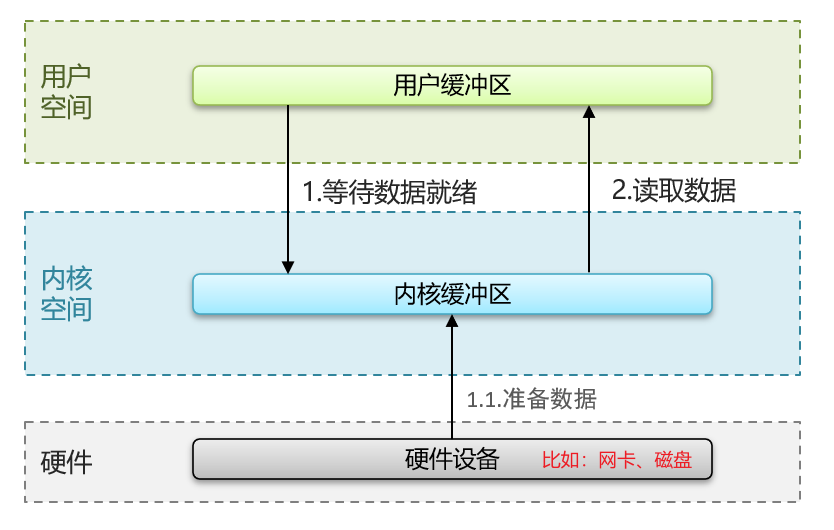 用户
空间
用户缓冲区
1.等待数据就绪
2.读取数据
内核
空间
内核缓冲区
1.1.准备数据
硬件
硬件设备
比如：网卡、磁盘